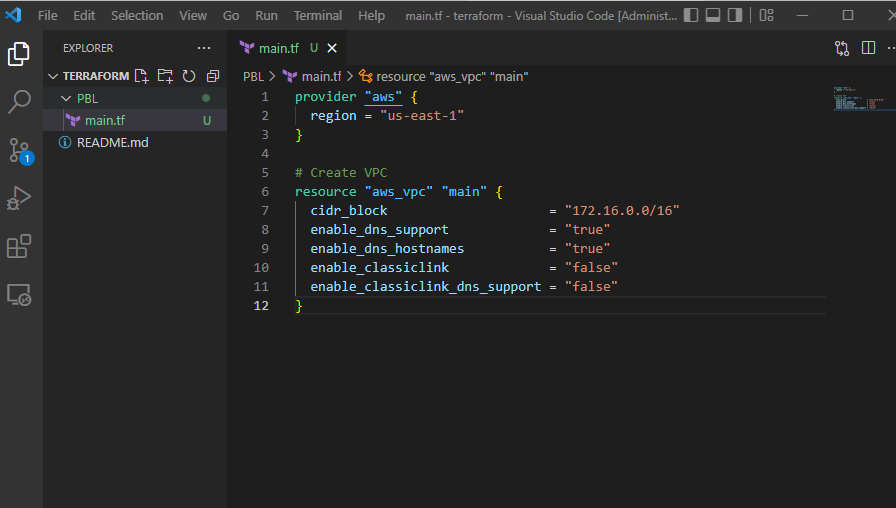 File Edit Selection View Go Run Terminal Help main.tf - terraform - Visual Studio Code [Administ...
EXPLORER ...
main.tf U
TERRAFORM
PBL > main.tf > resource "aws_vpc" "main"
PBL
main.tf U
README.md
1
1 provider "aws" {
2 region = "us-east-1"
3 }
4
5 # Create VPC
6 resource "aws_vpc" "main" {
7 cidr_block = "172.16.0.0/16"
8 enable_dns_support = "true"
9 enable_dns_hostnames = "true"
10 enable_classiclink = "false"
11 enable_classiclink_dns_support = "false"
12 }